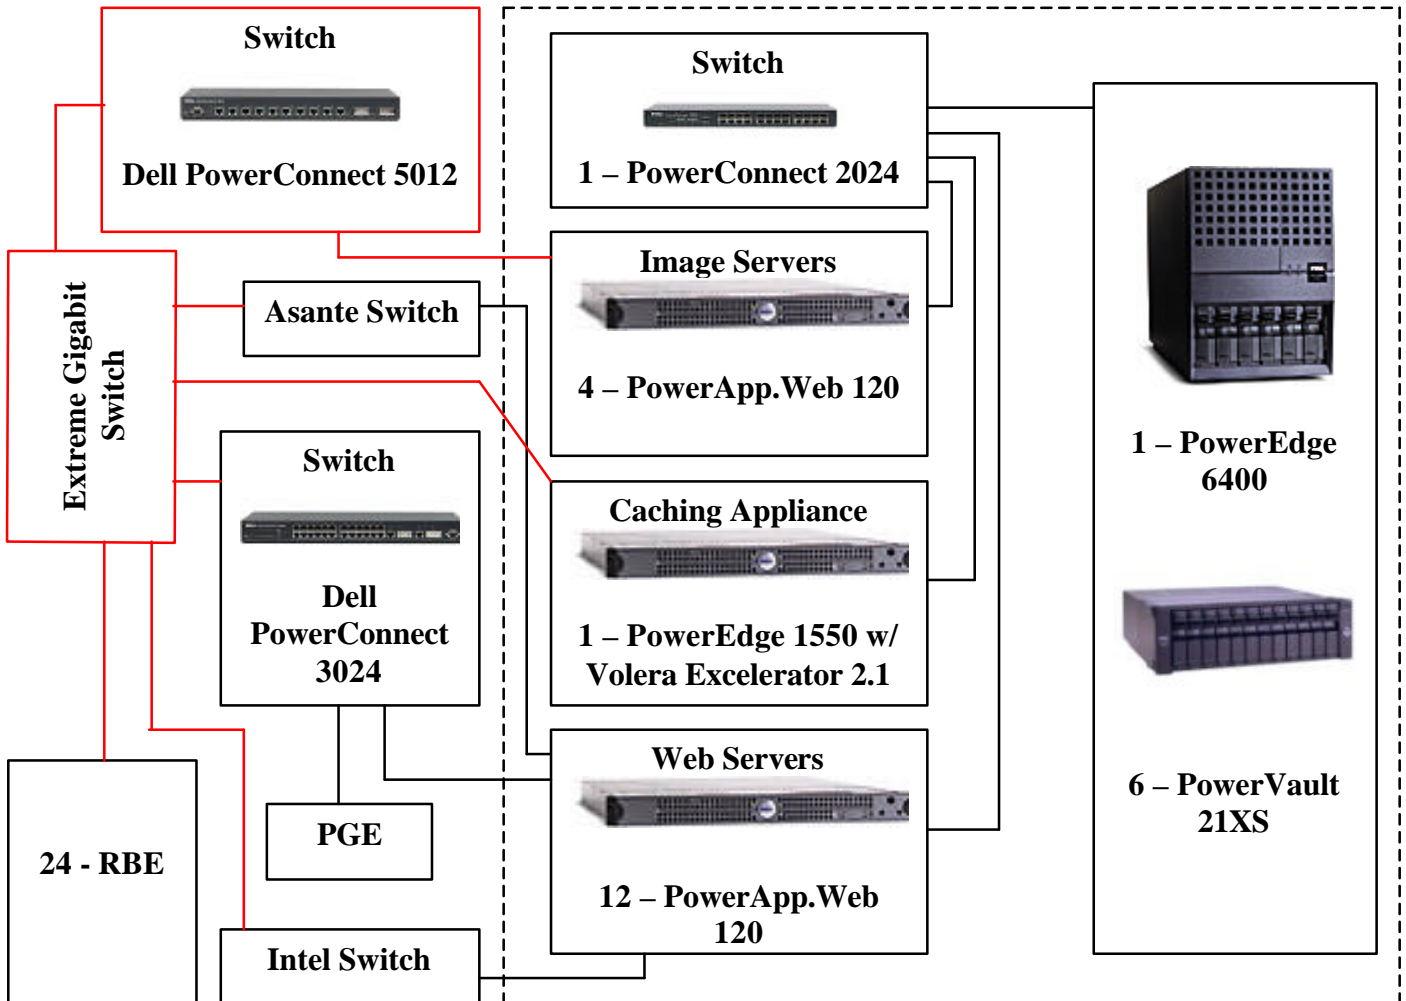 Switch
Dell PowerConnect 5012
Switch
1 – PowerConnect 2024
Image Servers
4 – PowerApp.Web 120
Asante Switch
Extreme Gigabit
Switch
Switch
Dell
PowerConnect
3024
Caching Appliance
1 – PowerEdge 1550 w/
Volera Excelerator 2.1
1 – PowerEdge
6400
6 – PowerVault
21XS
Web Servers
12 – PowerApp.Web
120
PGE
24 - RBE
Intel Switch